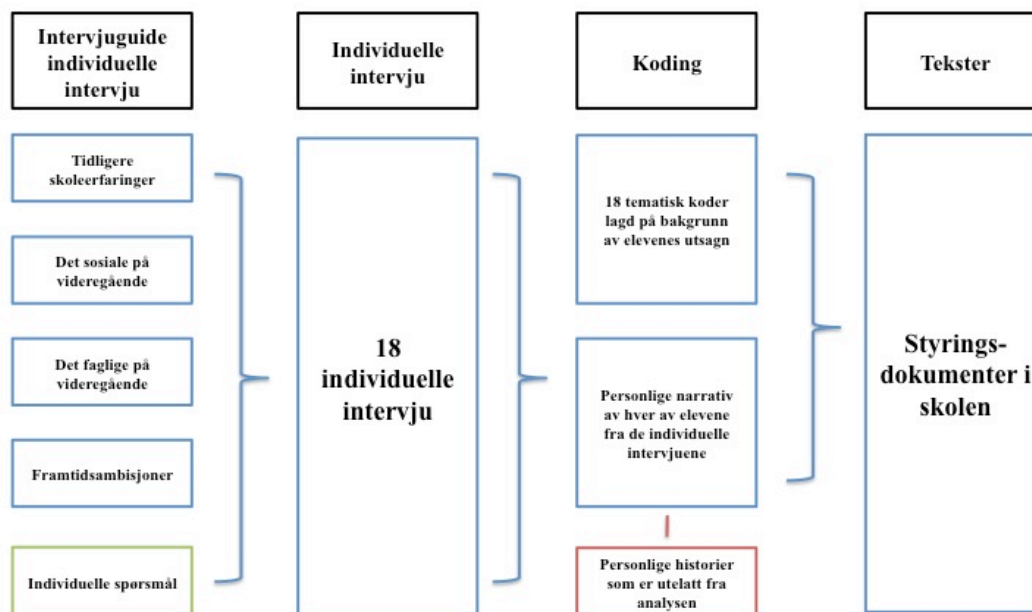 Intervjuguide
individuelle
intervju
Tidligere
skoleerfaringer
Det sosiale på
videregående
Det faglige på
videregående
Framtidsambisjoner
Individuelle spørsmål
Individuelle
intervju
18
individuelle
intervju
Koding
18 tematisk koder
lagd på bakgrunn
av elevenes utsagn
Personlige narrativ
av hver av elevene
fra de individuelle
intervjuene
Personlige historier
som er utelatt fra
analysen
Tekster
Styrings-
dokumenter i
skolen